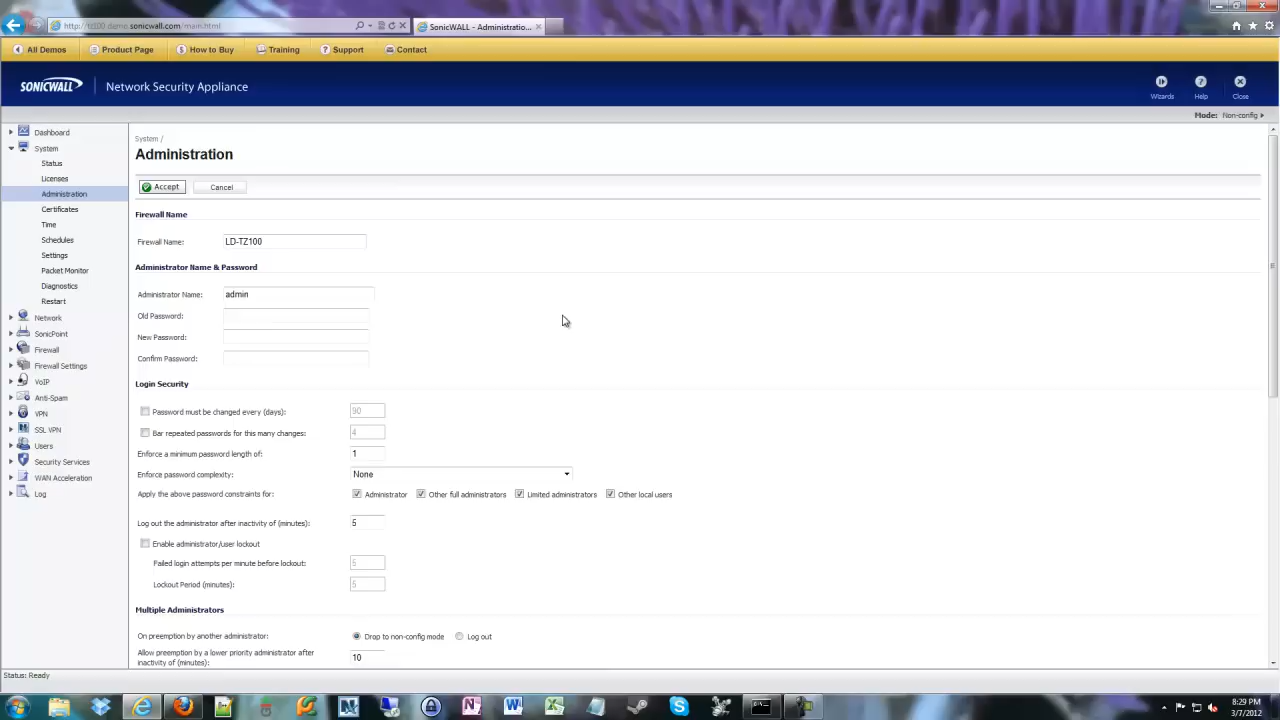 http://tz100.demo.sonicwall.com/main.html
SonicWALL - Administratio...
All Demos
Product Page
How to Buy
Training
Support
Contact
SONICWALL
Network Security Appliance
Wizards
Help
Close
Mode: Non-config
Dashboard
System
Status
Licenses
Administration
Certificates
Time
Schedules
Settings
Packet Monitor
Diagnostics
Restart
Network
SonicPoint
Firewall
Firewall Settings
VoIP
Anti-Spam
VPN
SSL VPN
Users
Security Services
WAN Acceleration
Log
System /
Administration
Accept
Cancel
Firewall Name
Firewall Name: LD-TZ100
Administrator Name & Password
Administrator Name: admin
Old Password:
New Password:
Confirm Password:
Login Security
Password must be changed every (days): 90
Bar repeated passwords for this many changes: 4
Enforce a minimum password length of: 1
Enforce password complexity: None
Apply the above password constraints for: Administrator Other full administrators Limited administrators Other local users
Log out the administrator after inactivity of (minutes): 5
Enable administrator/user lockout
Failed login attempts per minute before lockout: 5
Lockout Period (minutes): 5
Multiple Administrators
On preemption by another administrator: Drop to non-config mode Log out
Allow preemption by a lower priority administrator after
inactivity of (minutes): 10
Status: Ready
8:29 PM
3/7/2012